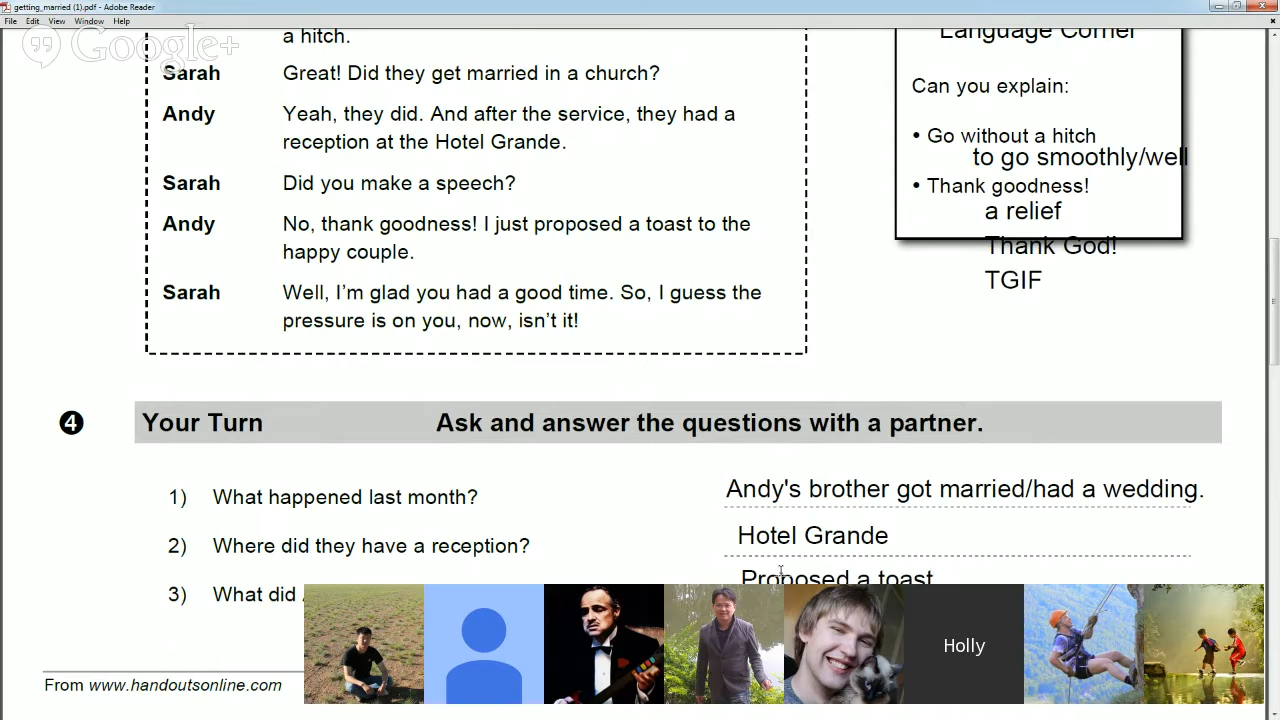 getting_married (1).pdf - Adobe Reader
File Edit View Window Help
Google+
a hitch.
Sarah Great! Did they get married in a church?
Andy Yeah, they did. And after the service, they had a
reception at the Hotel Grande.
Sarah Did you make a speech?
Andy No, thank goodness! I just proposed a toast to the
happy couple.
Sarah Well, I'm glad you had a good time. So, I guess the
pressure is on you, now, isn't it!
Language Corner
Can you explain:
• Go without a hitch
to go smoothly/well
• Thank goodness!
a relief
Thank God!
TGIF
4 Your Turn Ask and answer the questions with a partner.
1) What happened last month? Andy's brother got married/had a wedding.
2) Where did they have a reception? Hotel Grande
3) What did Proposed a toast
Holly
From www.handoutsonline.com